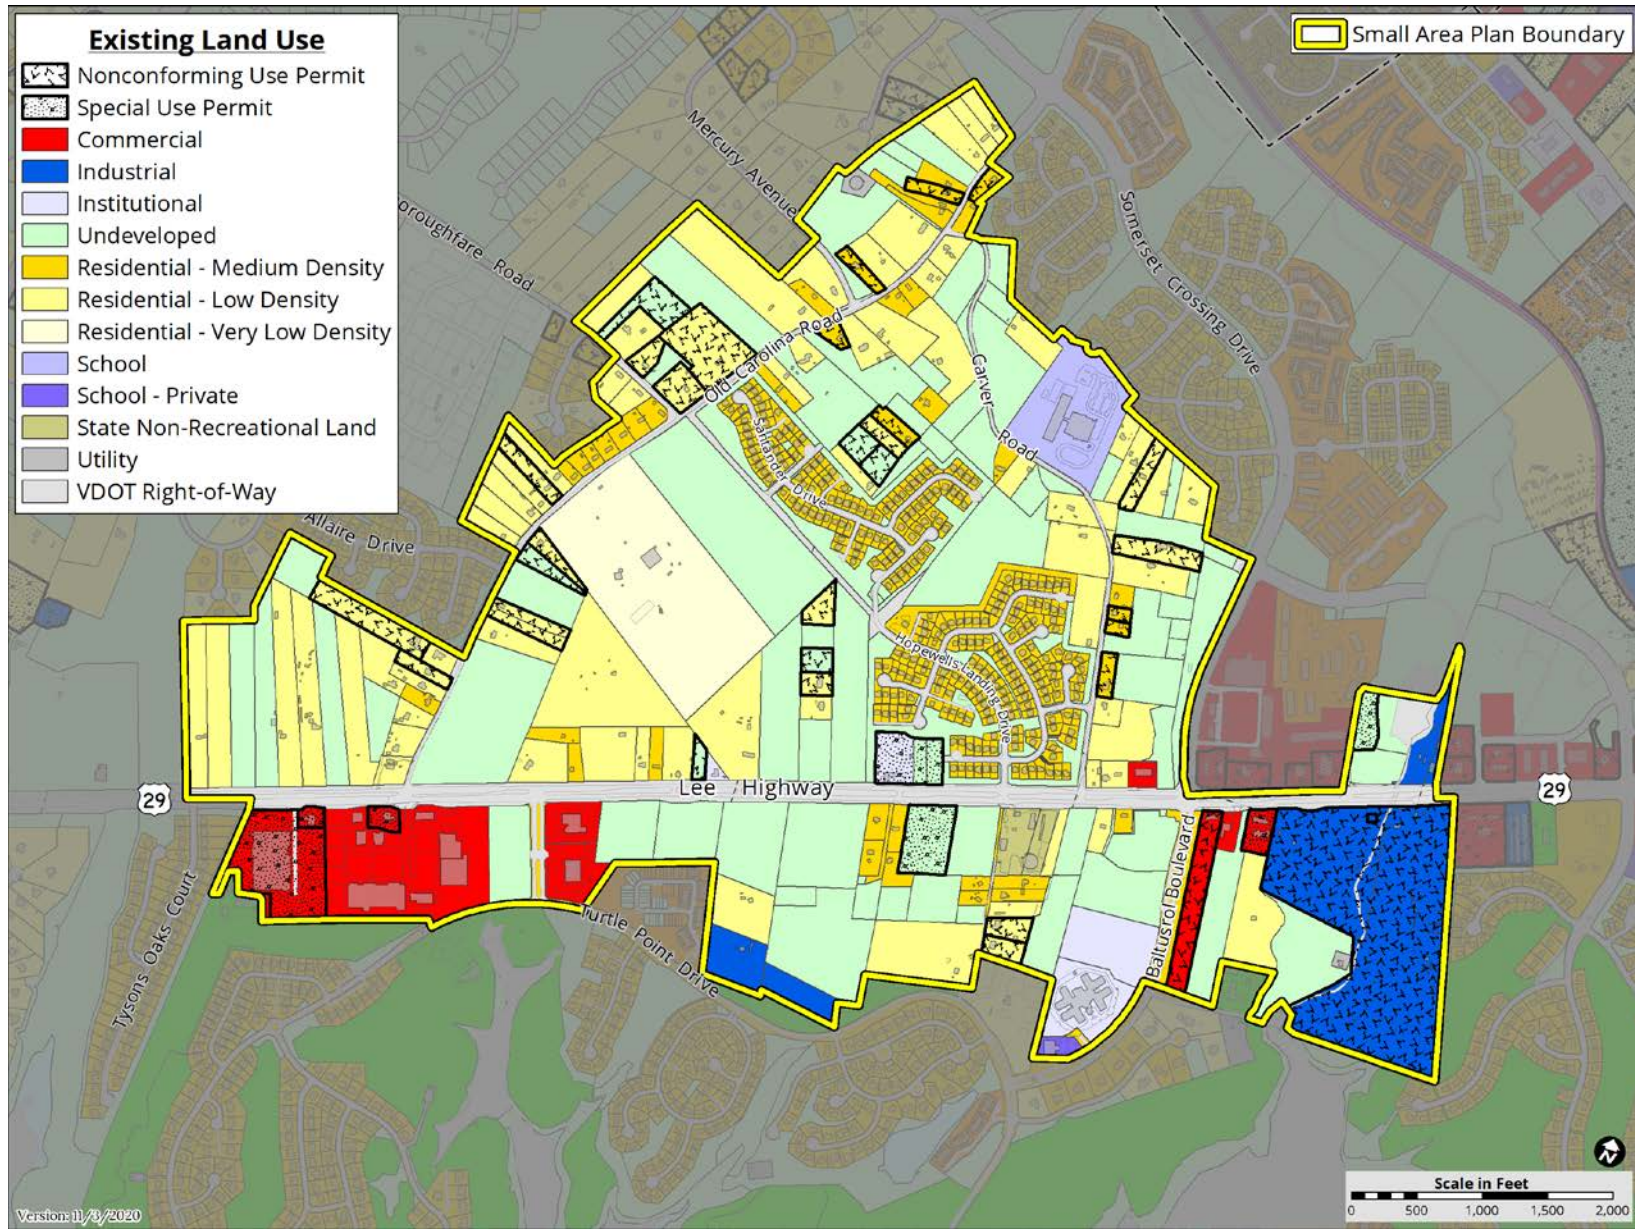 Existing Land Use
Nonconforming Use Permit
Special Use Permit
Commercial
Industrial
Institutional
Undeveloped
Residential - Medium Density
Residential - Low Density
Residential - Very Low Density
School
School - Private
State Non-Recreational Land
Utility
VDOT Right-of-Way
Small Area Plan Boundary
Mercury Avenue
oroughfare Road
Somerset Crossing Drive
Old Carolina Road
Carver Road
Santander Drive
Allaire Drive
Hopewells Landing Drive
29
Lee Highway
29
Tysons Oaks Court
Turtle Point Drive
Baltusrol Boulevard
N
Scale in Feet
0 500 1,000 1,500 2,000
Version: 11/3/2020